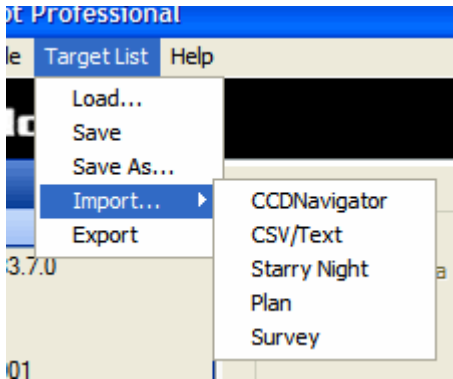 ot Professional
le Target List Help
Load...
Save
Save As...
Import...
Export
CCDNavigator
CSV/Text
Starry Night
Plan
Survey
3.7.0
a
01